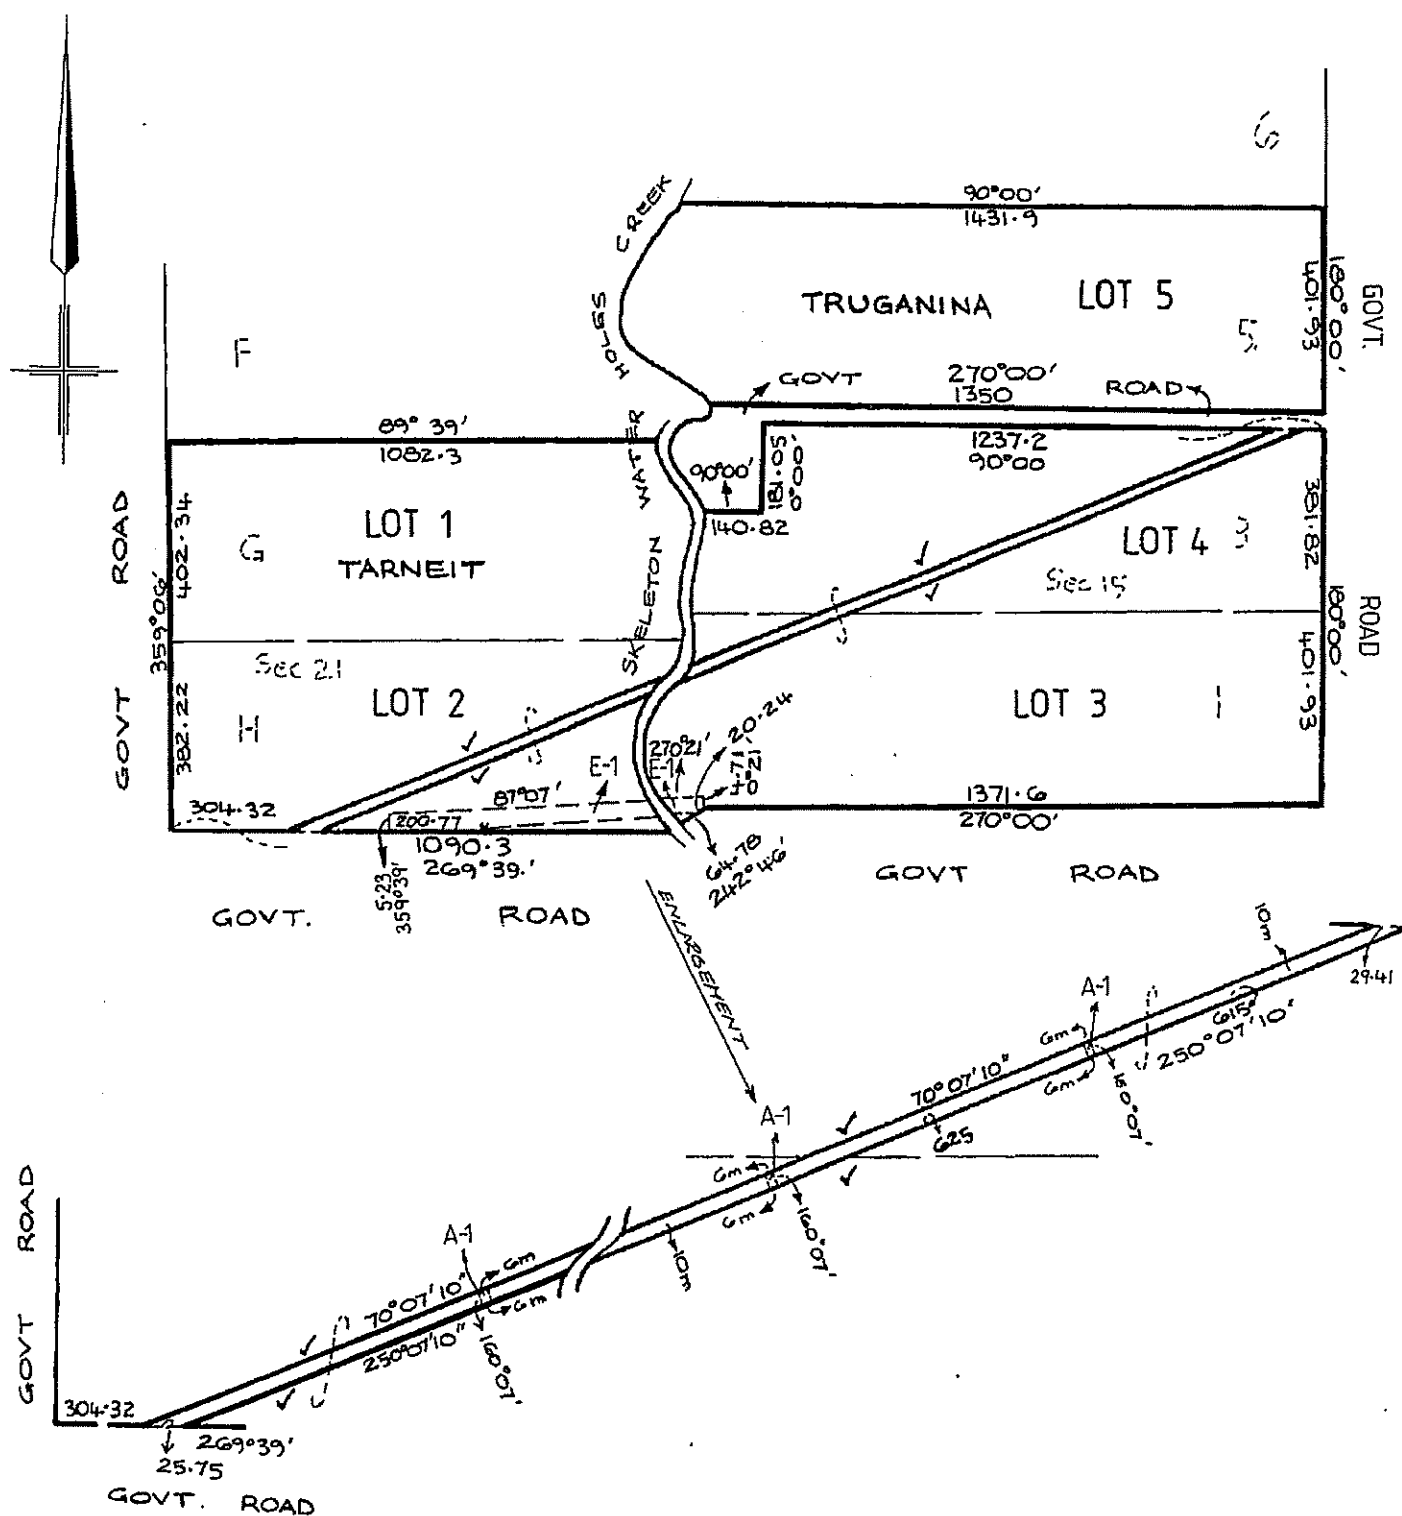 6
CREEK
90°00'
1431.9
LOT 5
TRUGANINA
5
401.93
180°00'
GOVT.
HOLES
F
GOVT
270°00'
1350
ROAD
89° 39'
1082.3
WATER
1237.2
90°00
90°00'
181.05
0°00'
140.82
ROAD
402.34
LOT 1
TARNEIT
G
LOT 4
3
381.82
Sec 15
SKELETON
359°06'
Sec 21
180°00'
ROAD
GOVT
382.22
LOT 2
H
LOT 3
1
401.93
20.24
270°21'
E-1
E-1
0°21'
87°07'
304.32
200.77
1371.6
270°00'
1090.3
269°39.'
5.23
359°39'
64.78
242°46'
GOVT ROAD
GOVT. ROAD
ENLARGEMENT
10m
29.41
A-1
6m
615
250°07'10"
70°07'10"
6m
160°07'
A-1
625
6m
6m
160°07'
10m
A-1
6m
6m
70°07'10"
250°07'10"
160°07'
GOVT ROAD
304.32
269°39'
25.75
GOVT. ROAD